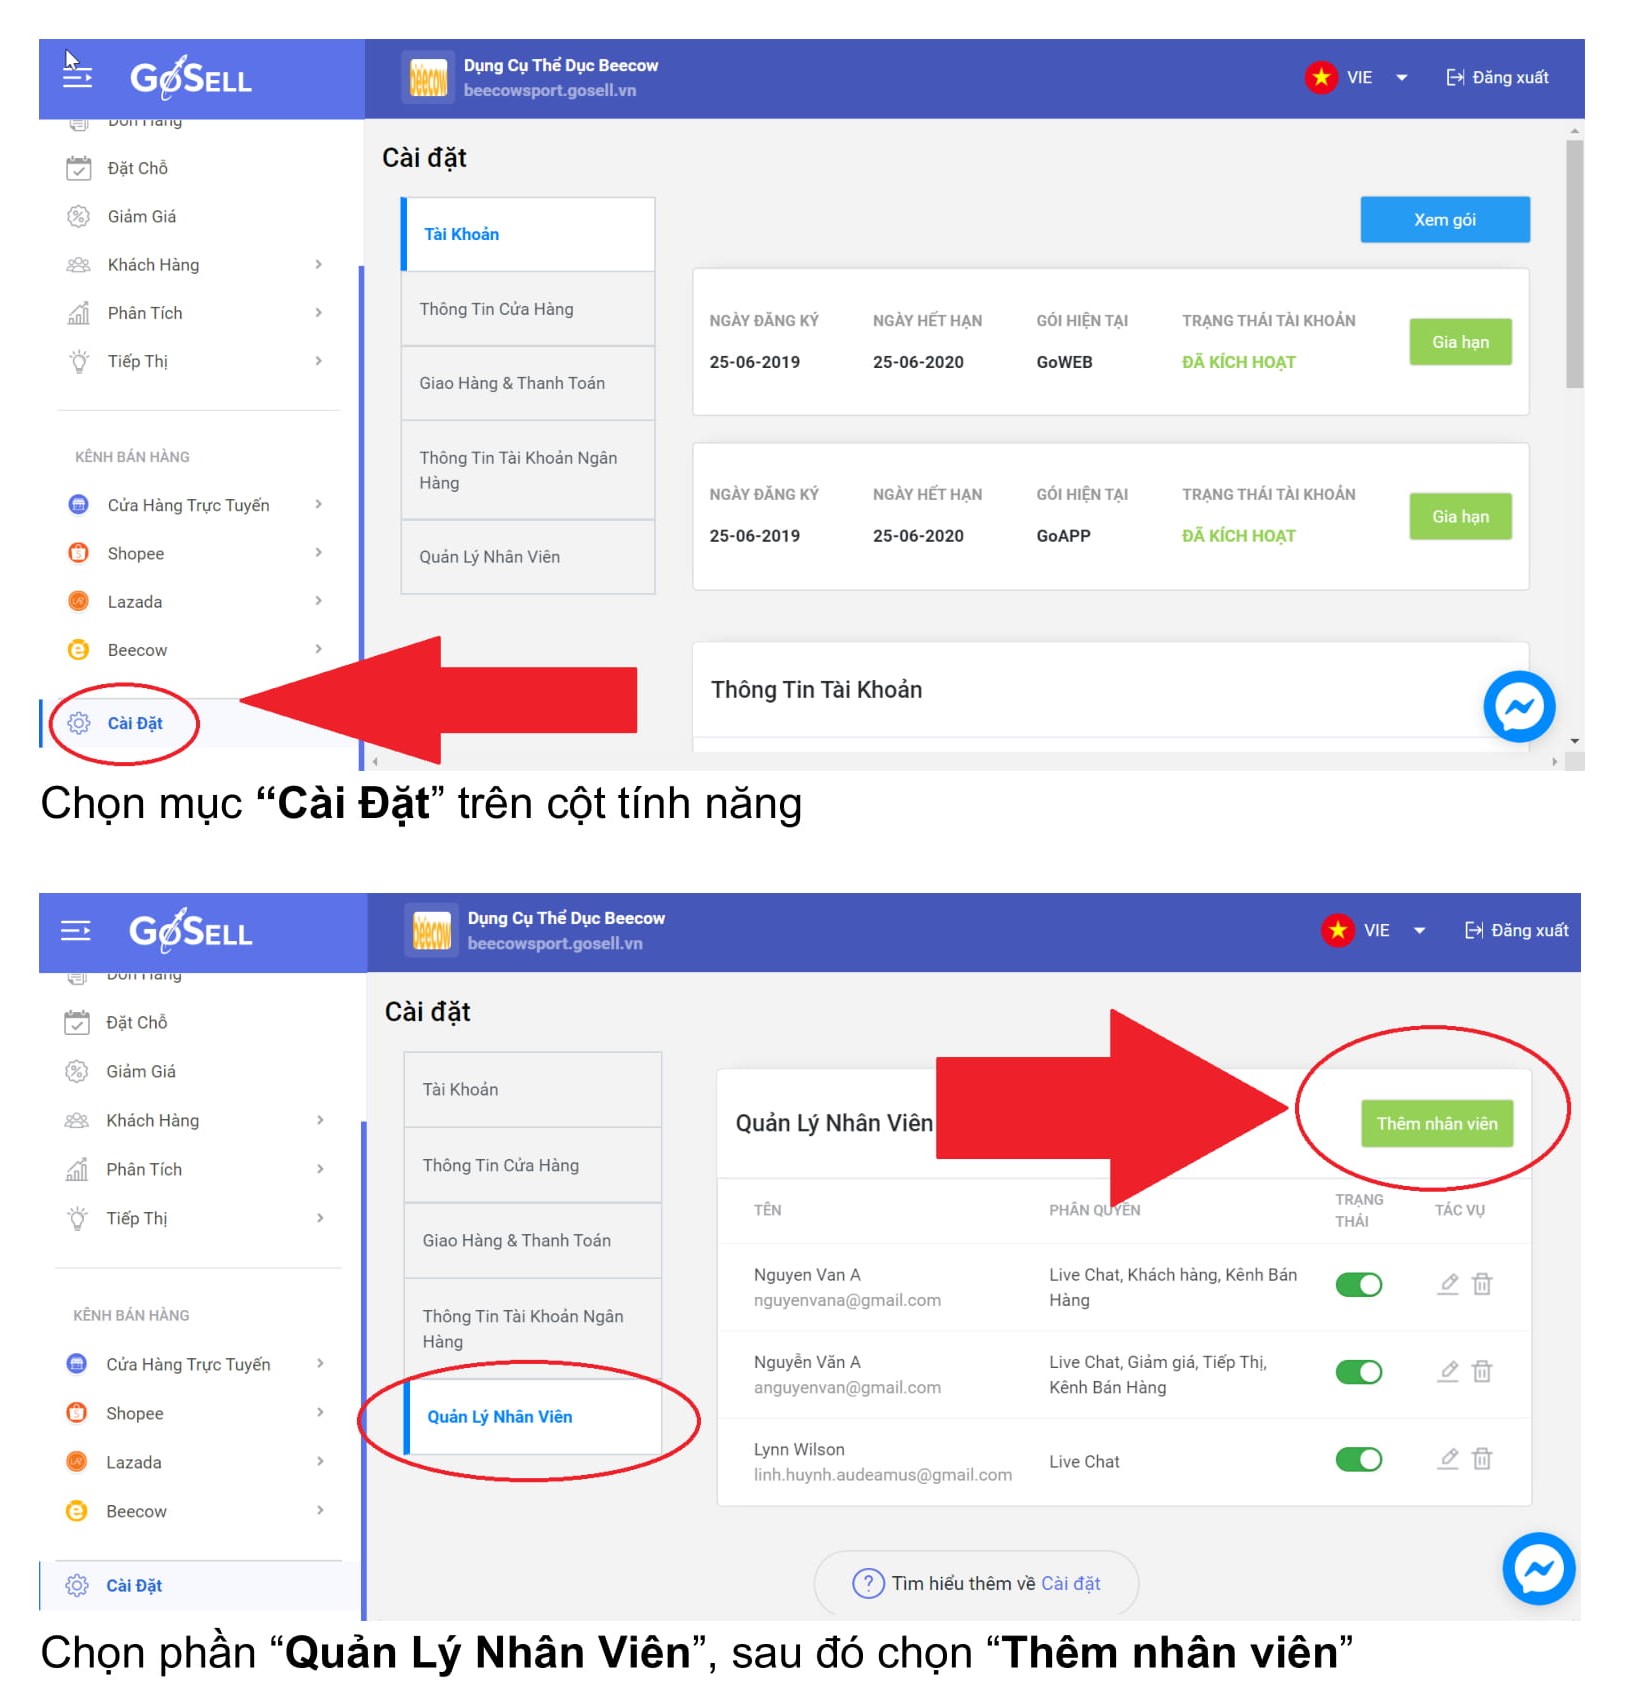 GoSELL
Dụng Cụ Thể Dục Beecow
beecowsport.gosell.vn
VIE
Đăng xuất
Đơn Hàng
Đặt Chỗ
Giảm Giá
Khách Hàng
Phân Tích
Tiếp Thị
KÊNH BÁN HÀNG
Cửa Hàng Trực Tuyến
Shopee
Lazada
Beecow
Cài Đặt
Cài đặt
Tài Khoản
Thông Tin Cửa Hàng
Giao Hàng & Thanh Toán
Thông Tin Tài Khoản Ngân
Hàng
Quản Lý Nhân Viên
Xem gói
NGÀY ĐĂNG KÝ NGÀY HẾT HẠN GÓI HIỆN TẠI TRẠNG THÁI TÀI KHOẢN
25-06-2019 25-06-2020 GoWEB ĐÃ KÍCH HOẠT
Gia hạn
NGÀY ĐĂNG KÝ NGÀY HẾT HẠN GÓI HIỆN TẠI TRẠNG THÁI TÀI KHOẢN
25-06-2019 25-06-2020 GoAPP ĐÃ KÍCH HOẠT
Gia hạn
Thông Tin Tài Khoản
Chọn mục “Cài Đặt” trên cột tính năng
GoSELL
Dụng Cụ Thể Dục Beecow
beecowsport.gosell.vn
VIE
Đăng xuất
Đơn Hàng
Đặt Chỗ
Giảm Giá
Khách Hàng
Phân Tích
Tiếp Thị
KÊNH BÁN HÀNG
Cửa Hàng Trực Tuyến
Shopee
Lazada
Beecow
Cài Đặt
Cài đặt
Tài Khoản
Thông Tin Cửa Hàng
Giao Hàng & Thanh Toán
Thông Tin Tài Khoản Ngân
Hàng
Quản Lý Nhân Viên
Quản Lý Nhân Viên
Thêm nhân viên
TÊN PHÂN QUYỀN TRẠNG THÁI TÁC VỤ
Nguyen Van A
nguyenvana@gmail.com
Live Chat, Khách hàng, Kênh Bán
Hàng
Nguyễn Văn A
anguyenvan@gmail.com
Live Chat, Giảm giá, Tiếp Thị,
Kênh Bán Hàng
Lynn Wilson
linh.huynh.audeamus@gmail.com
Live Chat
Tìm hiểu thêm về Cài đặt
Chọn phần “Quản Lý Nhân Viên”, sau đó chọn “Thêm nhân viên”